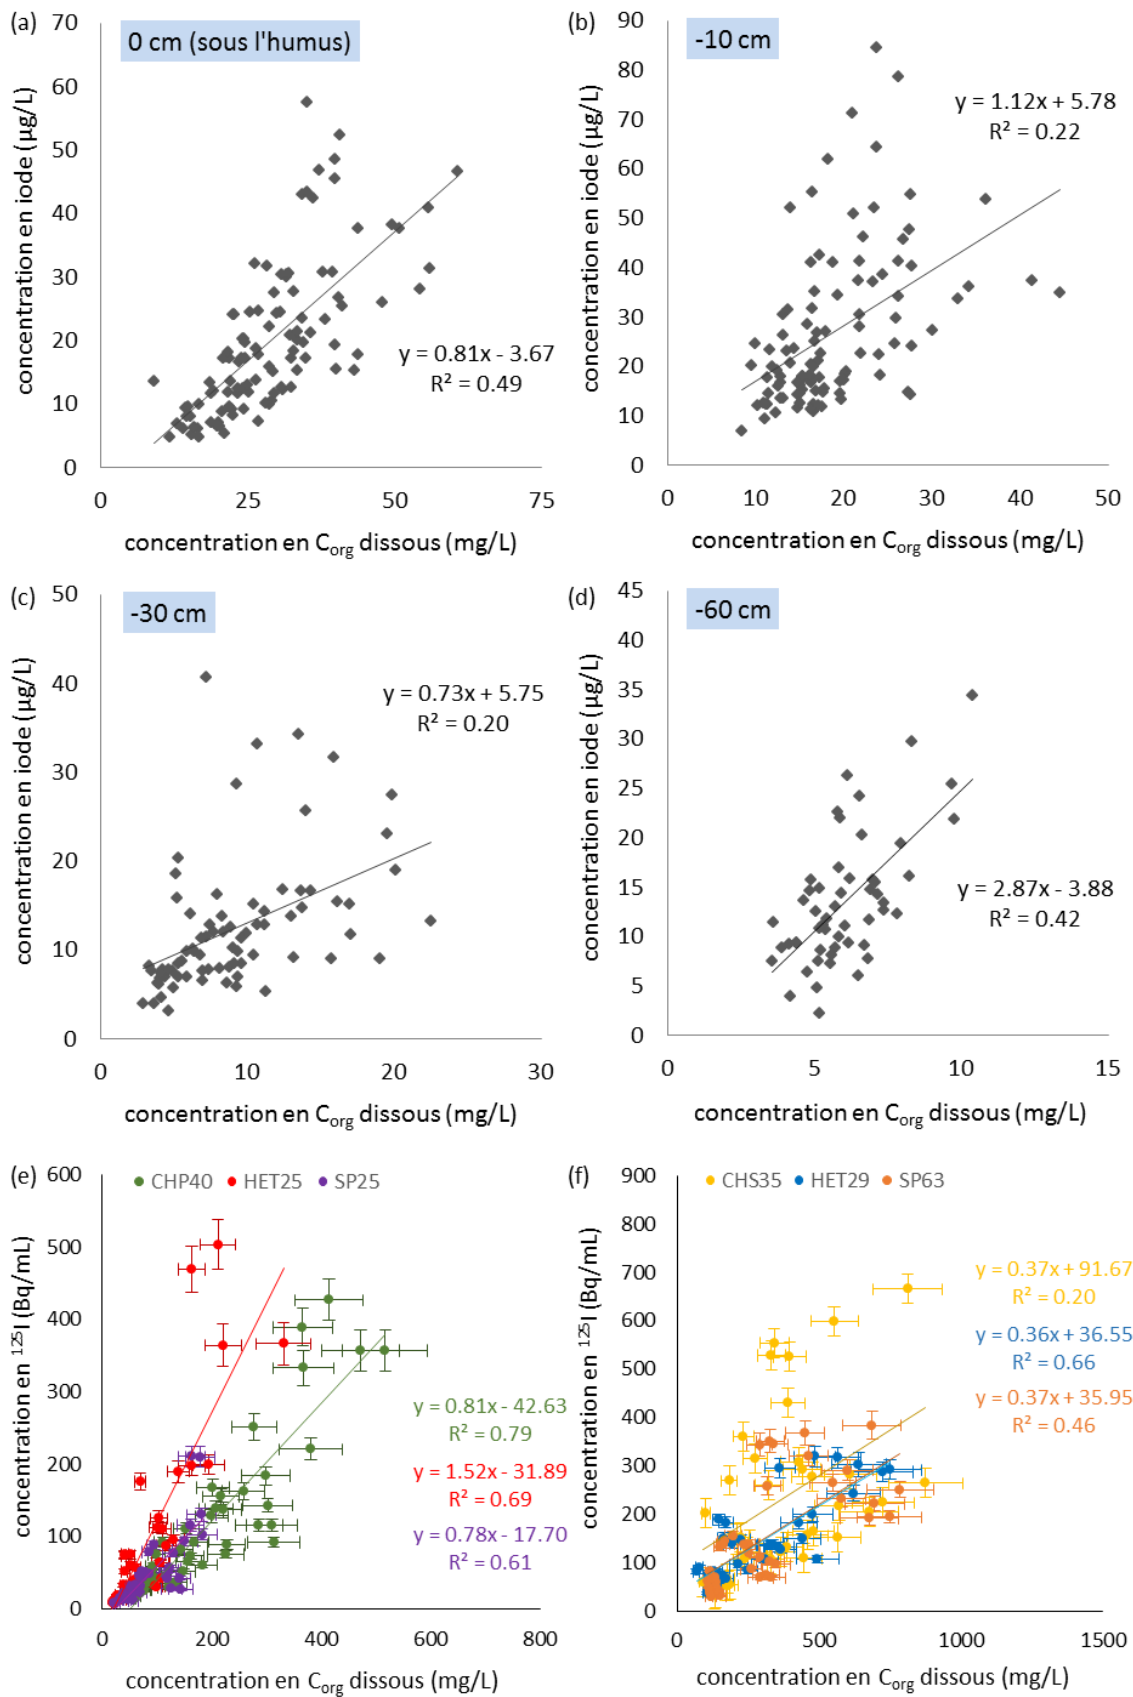 (a)
0 cm (sous l'humus)
concentration en iode (µg/L)
70
60
50
40
30
20
10
0
y = 0.81x - 3.67
R² = 0.49
0 25 50 75
concentration en Corg dissous (mg/L)
(b)
-10 cm
concentration en iode (µg/L)
90
80
70
60
50
40
30
20
10
0
y = 1.12x + 5.78
R² = 0.22
0 10 20 30 40 50
concentration en Corg dissous (mg/L)
(c)
-30 cm
concentration en iode (µg/L)
50
40
30
20
10
0
y = 0.73x + 5.75
R² = 0.20
0 10 20 30
concentration en Corg dissous (mg/L)
(d)
-60 cm
concentration en iode (µg/L)
45
40
35
30
25
20
15
10
5
0
y = 2.87x - 3.88
R² = 0.42
0 5 10 15
concentration en Corg dissous (mg/L)
(e)
CHP40 HET25 SP25
concentration en ¹²⁵I (Bq/mL)
600
500
400
300
200
100
0
y = 0.81x - 42.63
R² = 0.79
y = 1.52x - 31.89
R² = 0.69
y = 0.78x - 17.70
R² = 0.61
0 200 400 600 800
concentration en Corg dissous (mg/L)
(f)
CHS35 HET29 SP63
concentration en ¹²⁵I (Bq/mL)
900
800
700
600
500
400
300
200
100
0
y = 0.37x + 91.67
R² = 0.20
y = 0.36x + 36.55
R² = 0.66
y = 0.37x + 35.95
R² = 0.46
0 500 1000 1500
concentration en Corg dissous (mg/L)